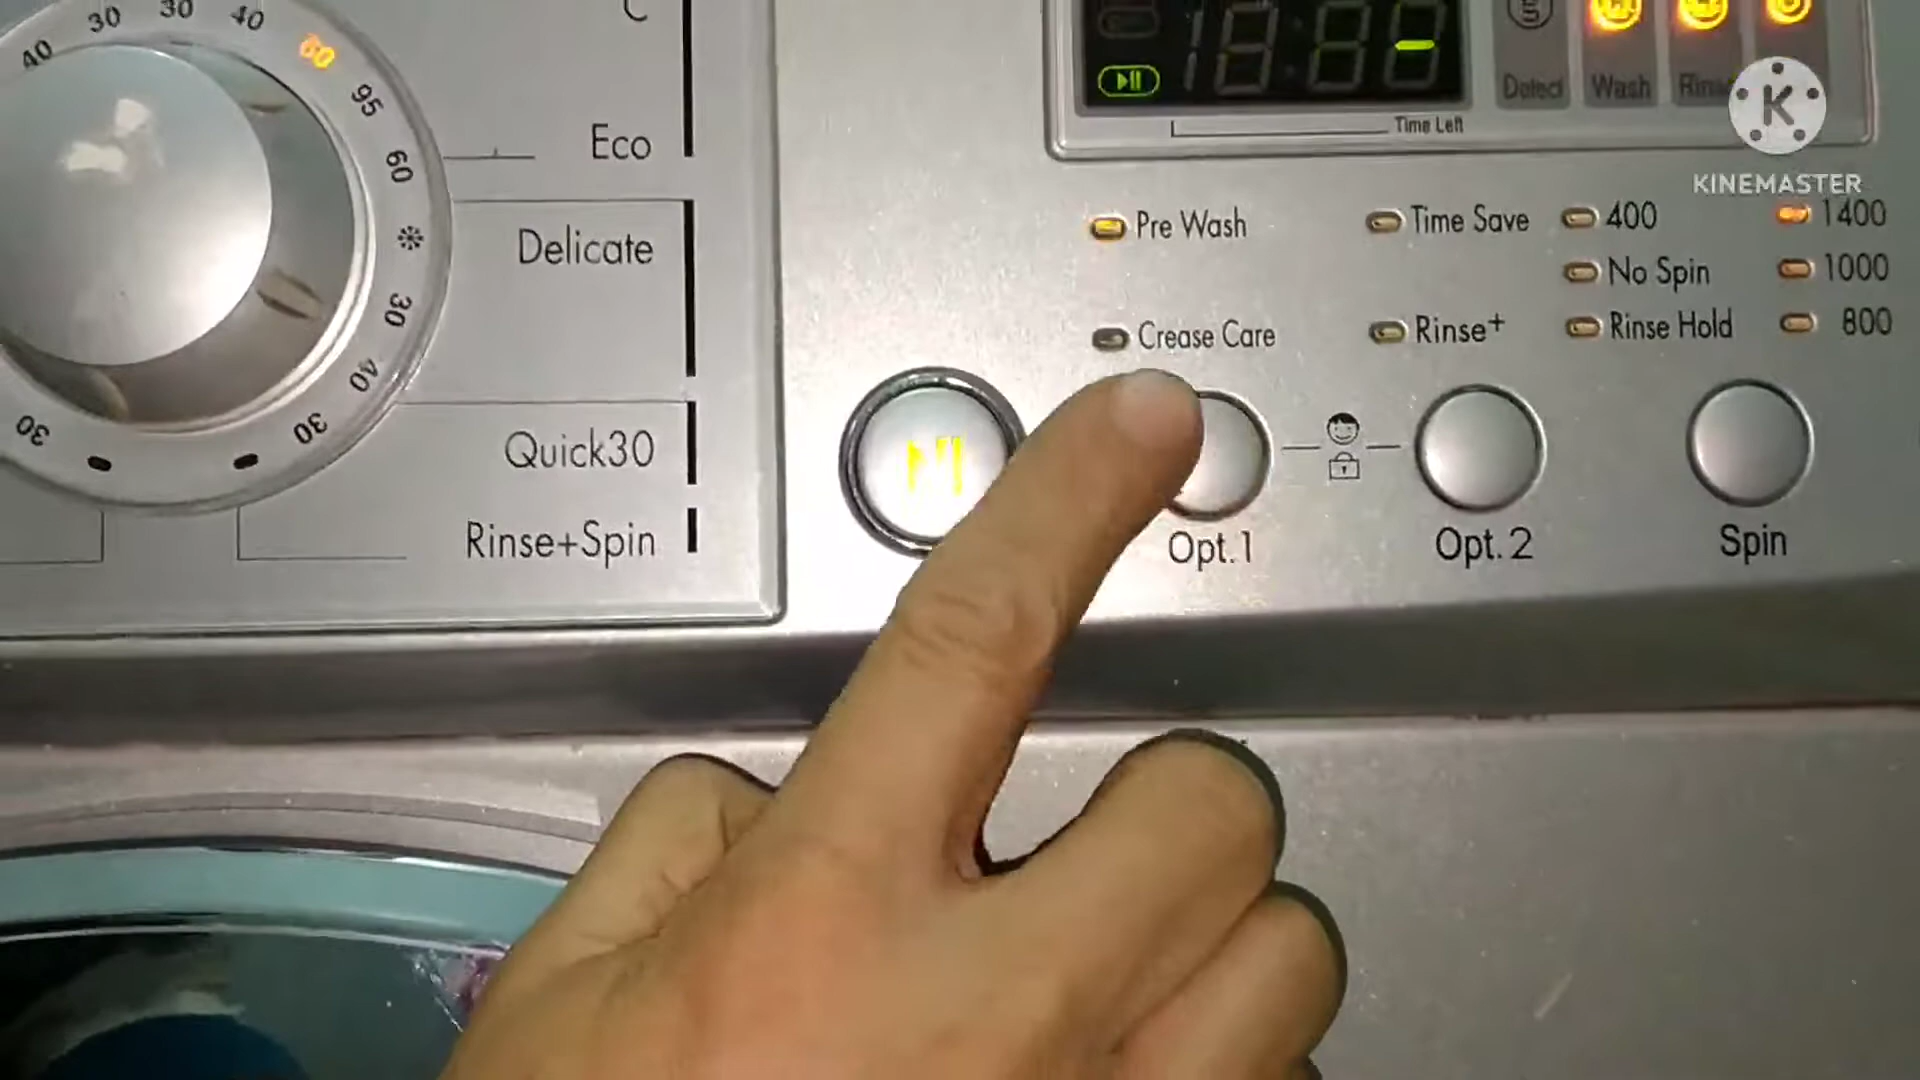 40 30 30 40 60 95 60 30 40 30 30
Eco
Delicate
Quick30
Rinse+Spin
Time Left
Detect Wash
K
KINEMASTER
Pre Wash
Time Save
400
1400
No Spin
1000
Crease Care
Rinse+
Rinse Hold
800
Opt.1
Opt.2
Spin